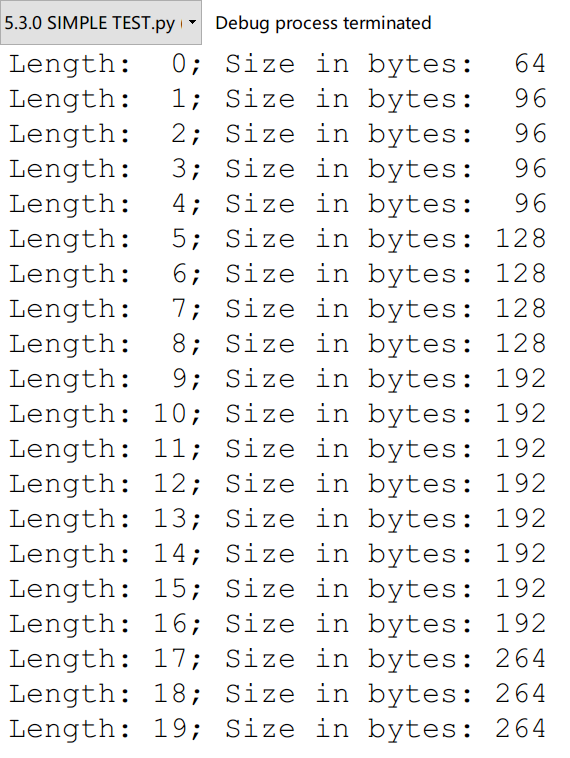 5.3.0 SIMPLE TEST.py ( Debug process terminated
Length:   0; Size in bytes:   64
Length:   1; Size in bytes:   96
Length:   2; Size in bytes:   96
Length:   3; Size in bytes:   96
Length:   4; Size in bytes:   96
Length:   5; Size in bytes: 128
Length:   6; Size in bytes: 128
Length:   7; Size in bytes: 128
Length:   8; Size in bytes: 128
Length:   9; Size in bytes: 192
Length: 10; Size in bytes: 192
Length: 11; Size in bytes: 192
Length: 12; Size in bytes: 192
Length: 13; Size in bytes: 192
Length: 14; Size in bytes: 192
Length: 15; Size in bytes: 192
Length: 16; Size in bytes: 192
Length: 17; Size in bytes: 264
Length: 18; Size in bytes: 264
Length: 19; Size in bytes: 264